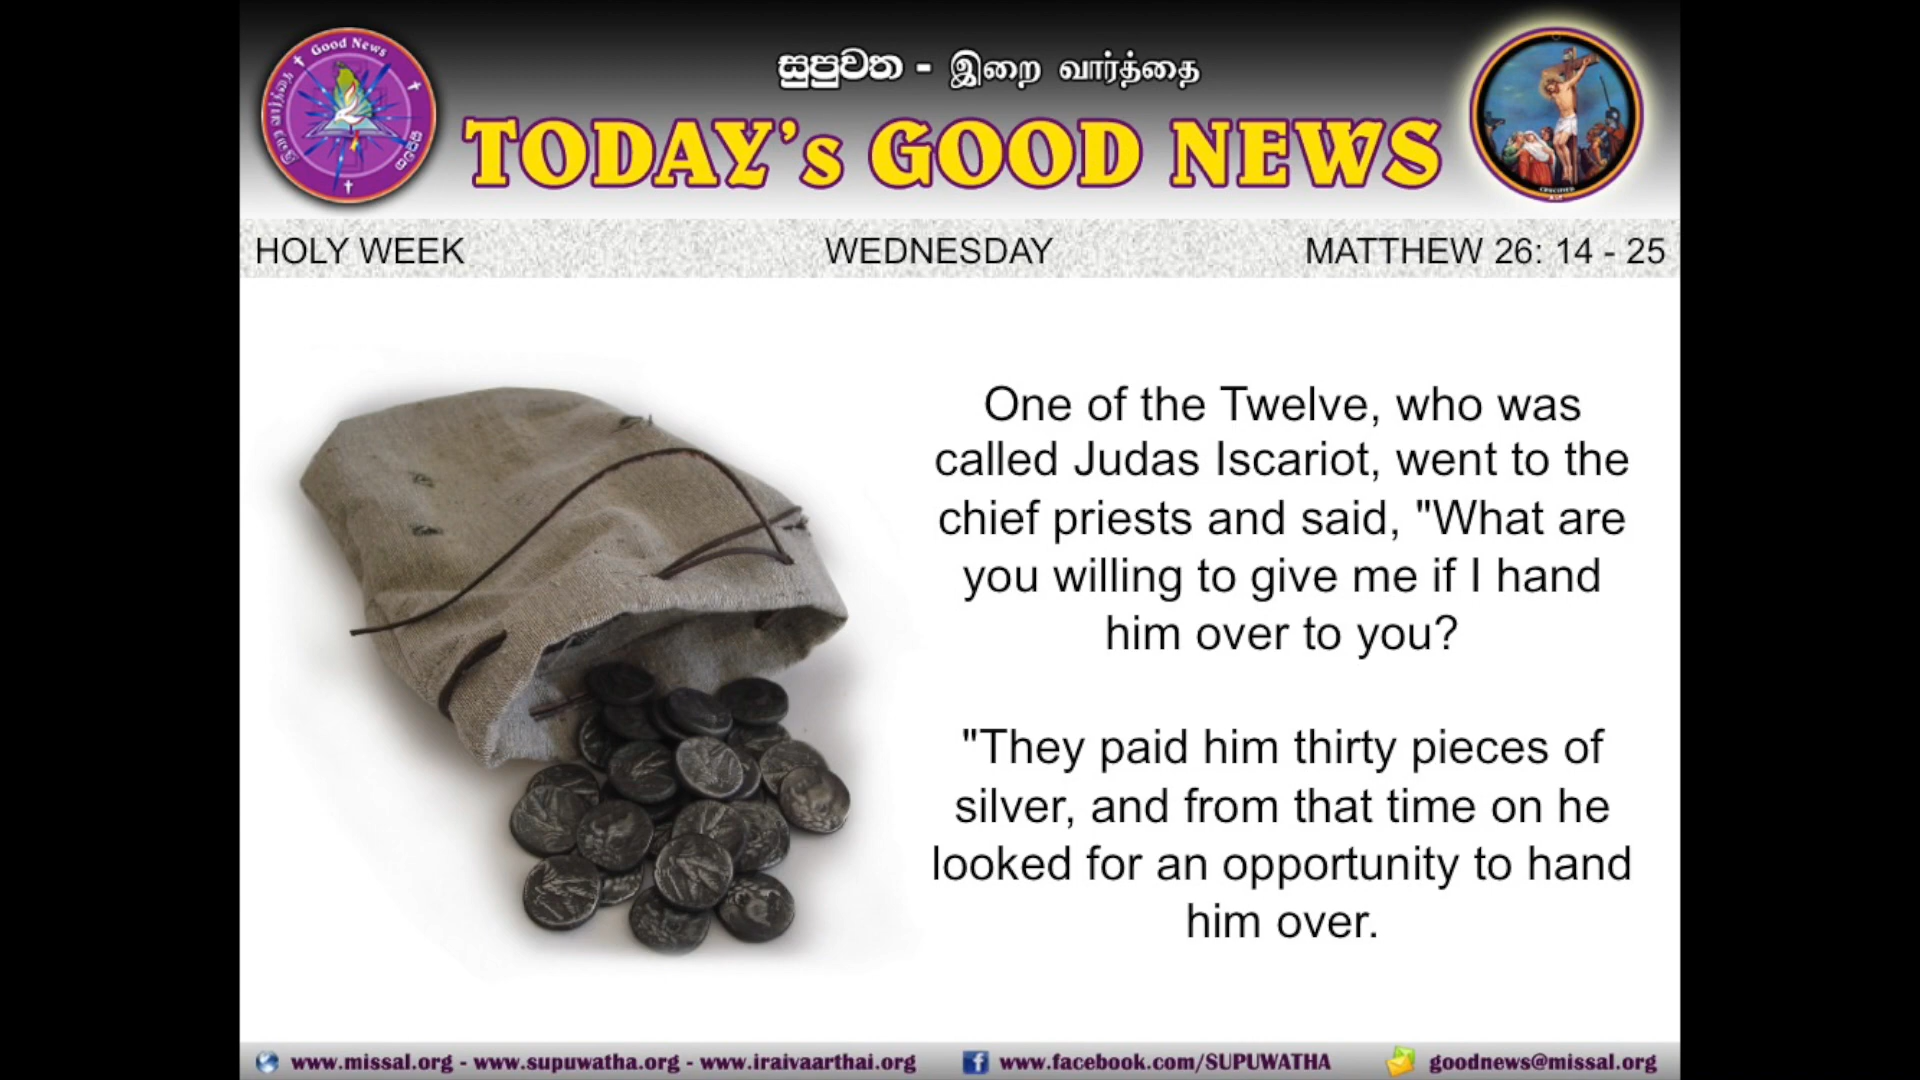 Good News
සුපුවත - இறை வார்த்தை
TODAY's GOOD NEWS
HOLY WEEK
WEDNESDAY
MATTHEW 26: 14 - 25
One of the Twelve, who was
called Judas Iscariot, went to the
chief priests and said, "What are
you willing to give me if I hand
him over to you?
"They paid him thirty pieces of
silver, and from that time on he
looked for an opportunity to hand
him over.
www.missal.org - www.supuwatha.org - www.iraivaarthai.org
www.facebook.com/SUPUWATHA
goodnews@missal.org